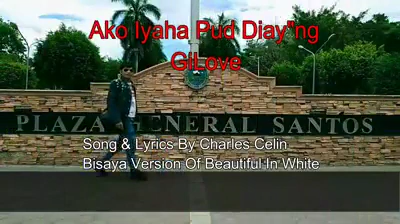 Ako Iyaha Pud Diay"ng
GiLove
PLAZA GENERAL SANTOS
Song & Lyrics By Charles Celin
Bisaya Version Of Beautiful In White